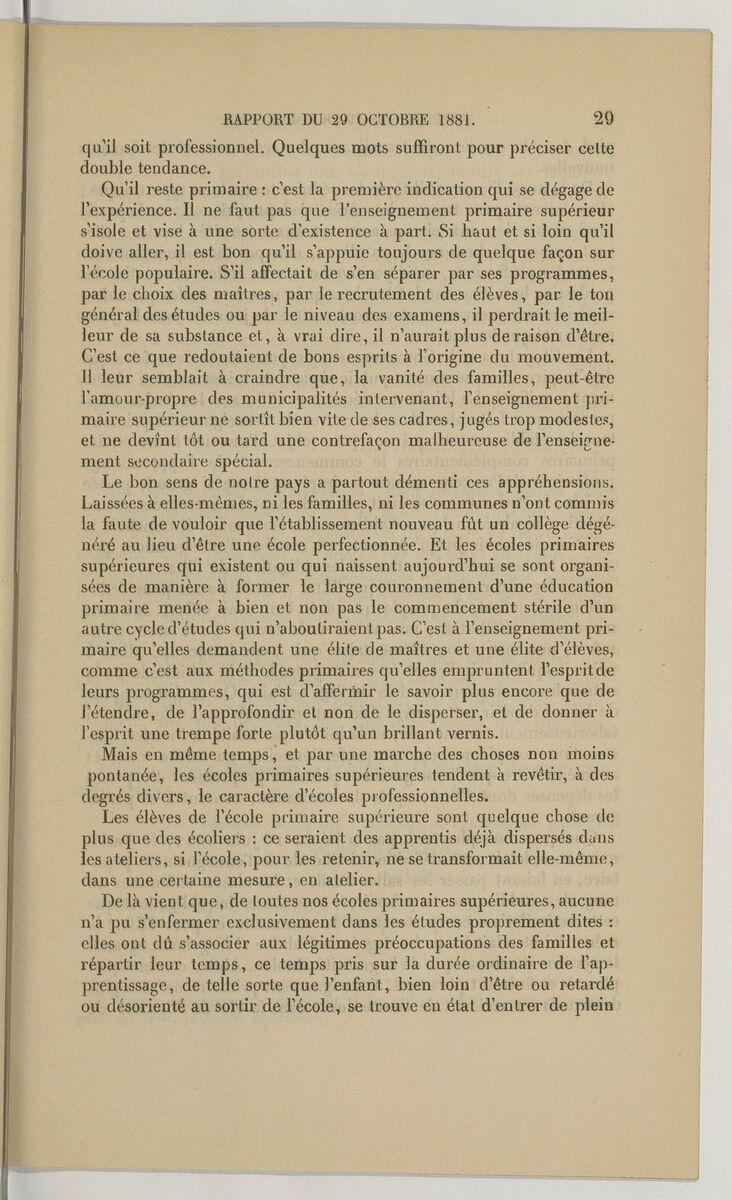 RAPPORT DU 29 OCTOBRE 1881. 29
qu'il soit professionnel. Quelques mots suffiront pour préciser cette
double tendance.
Qu'il reste primaire : c'est la première indication qui se dégage de
l'expérience. Il ne faut pas que l'enseignement primaire supérieur
s'isole et vise à une sorte d'existence à part. Si haut et si loin qu'il
doive aller, il est bon qu'il s'appuie toujours de quelque façon sur
l'école populaire. S'il affectait de s'en séparer par ses programmes,
par le choix des maîtres, par le recrutement des élèves, par le ton
général des études ou par le niveau des examens, il perdrait le meil-
leur de sa substance et, à vrai dire, il n'aurait plus de raison d'être.
C'est ce que redoutaient de bons esprits à l'origine du mouvement.
Il leur semblait à craindre que, la vanité des familles, peut-être
l'amour-propre des municipalités intervenant, l'enseignement pri-
maire supérieur ne sortît bien vite de ses cadres, jugés trop modestes,
et ne devînt tôt ou tard une contrefaçon malheureuse de l'enseigne-
ment secondaire spécial.
Le bon sens de notre pays a partout démenti ces appréhensions.
Laissées à elles-mêmes, ni les familles, ni les communes n'ont commis
la faute de vouloir que l'établissement nouveau fût un collège dégé-
néré au lieu d'être une école perfectionnée. Et les écoles primaires
supérieures qui existent ou qui naissent aujourd'hui se sont organi-
sées de manière à former le large couronnement d'une éducation
primaire menée à bien et non pas le commencement stérile d'un
autre cycle d'études qui n'aboutiraient pas. C'est à l'enseignement pri-
maire qu'elles demandent une élite de maîtres et une élite d'élèves,
comme c'est aux méthodes primaires qu'elles empruntent l'esprit de
leurs programmes, qui est d'affermir le savoir plus encore que de
l'étendre, de l'approfondir et non de le disperser, et de donner à
l'esprit une trempe forte plutôt qu'un brillant vernis.
Mais en même temps, et par une marche des choses non moins
pontanée, les écoles primaires supérieures tendent à revêtir, à des
degrés divers, le caractère d'écoles professionnelles.
Les élèves de l'école primaire supérieure sont quelque chose de
plus que des écoliers : ce seraient des apprentis déjà dispersés dans
les ateliers, si l'école, pour les retenir, ne se transformait elle-même,
dans une certaine mesure, en atelier.
De là vient que, de toutes nos écoles primaires supérieures, aucune
n'a pu s'enfermer exclusivement dans les études proprement dites :
elles ont dû s'associer aux légitimes préoccupations des familles et
répartir leur temps, ce temps pris sur la durée ordinaire de l'ap-
prentissage, de telle sorte que l'enfant, bien loin d'être ou retardé
ou désorienté au sortir de l'école, se trouve en état d'entrer de plein